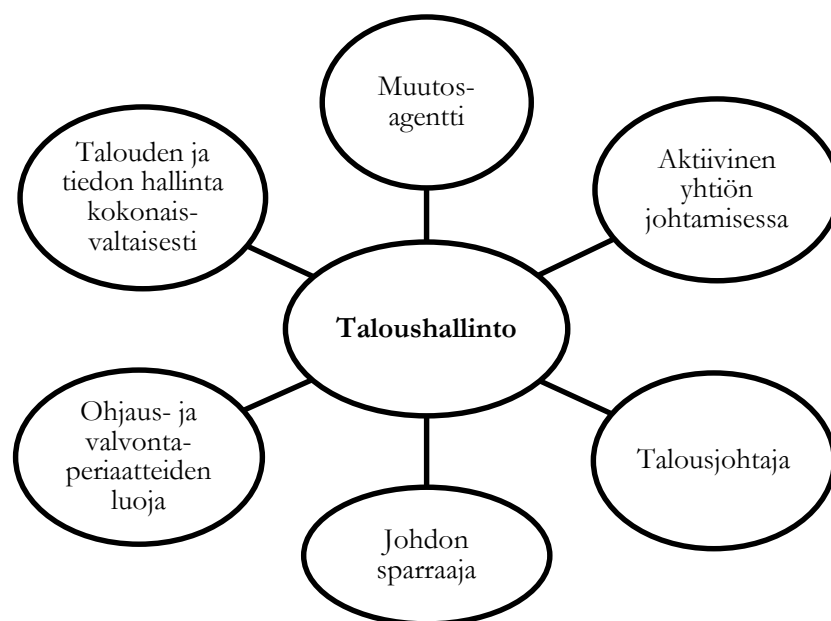 Muutos-
agentti
Talouden ja
tiedon hallinta
kokonais-
valtaisesti
Aktiivinen
yhtiön
johtamisessa
Taloushallinto
Ohjaus- ja
valvonta-
periaatteiden
luoja
Talousjohtaja
Johdon
sparraaja